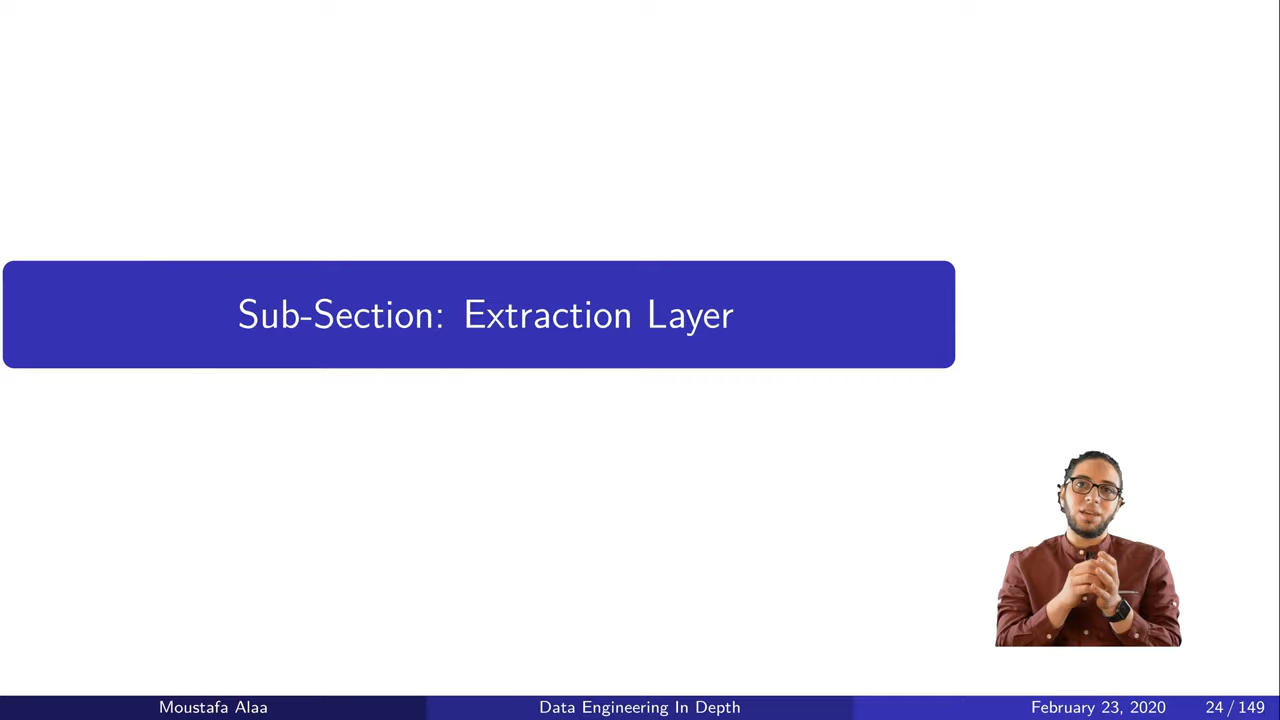 Sub-Section: Extraction Layer
Moustafa Alaa
Data Engineering In Depth
February 23, 2020
24 / 149